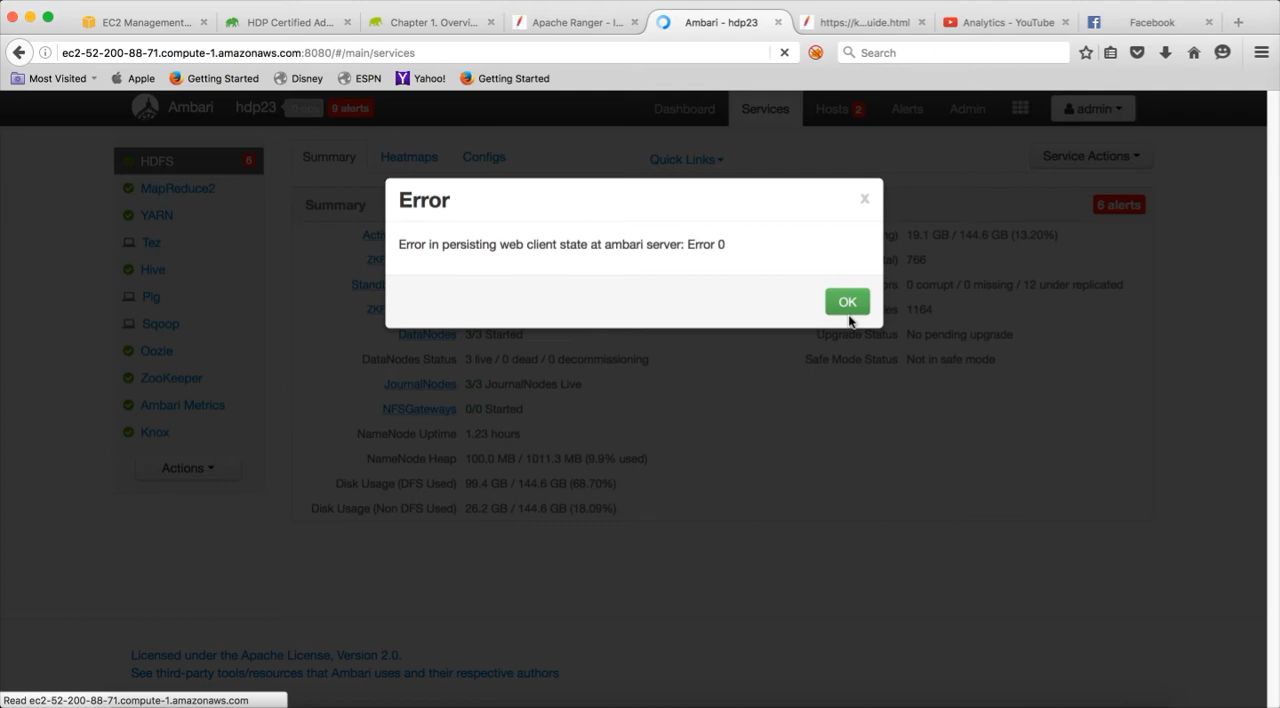 EC2 Management... HDP Certified Ad... Chapter 1. Overvi... Apache Ranger - I... Ambari - hdp23 https://k...uide.html Analytics - YouTube Facebook
ec2-52-200-88-71.compute-1.amazonaws.com:8080/#/main/services Search
Most Visited Apple Getting Started Disney ESPN Yahoo! Getting Started
Ambari hdp23 0 ops 9 alerts Dashboard Services Hosts 2 Alerts Admin admin
HDFS 6 Summary Heatmaps Configs Quick Links Service Actions
MapReduce2
YARN
Tez
Hive
Pig
Sqoop
Oozie
ZooKeeper
Ambari Metrics
Knox
Actions
Summary 6 alerts
Error
x
Error in persisting web client state at ambari server: Error 0
OK
19.1 GB / 144.6 GB (13.20%)
766
0 corrupt / 0 missing / 12 under replicated
1164
DataNodes 3/3 Started Upgrade Status No pending upgrade
DataNodes Status 3 live / 0 dead / 0 decommissioning Safe Mode Status Not in safe mode
JournalNodes 3/3 JournalNodes Live
NFSGateways 0/0 Started
NameNode Uptime 1.23 hours
NameNode Heap 100.0 MB / 1011.3 MB (9.9% used)
Disk Usage (DFS Used) 99.4 GB / 144.6 GB (68.70%)
Disk Usage (Non DFS Used) 26.2 GB / 144.6 GB (18.09%)
Licensed under the Apache License, Version 2.0.
See third-party tools/resources that Ambari uses and their respective authors
Read ec2-52-200-88-71.compute-1.amazonaws.com